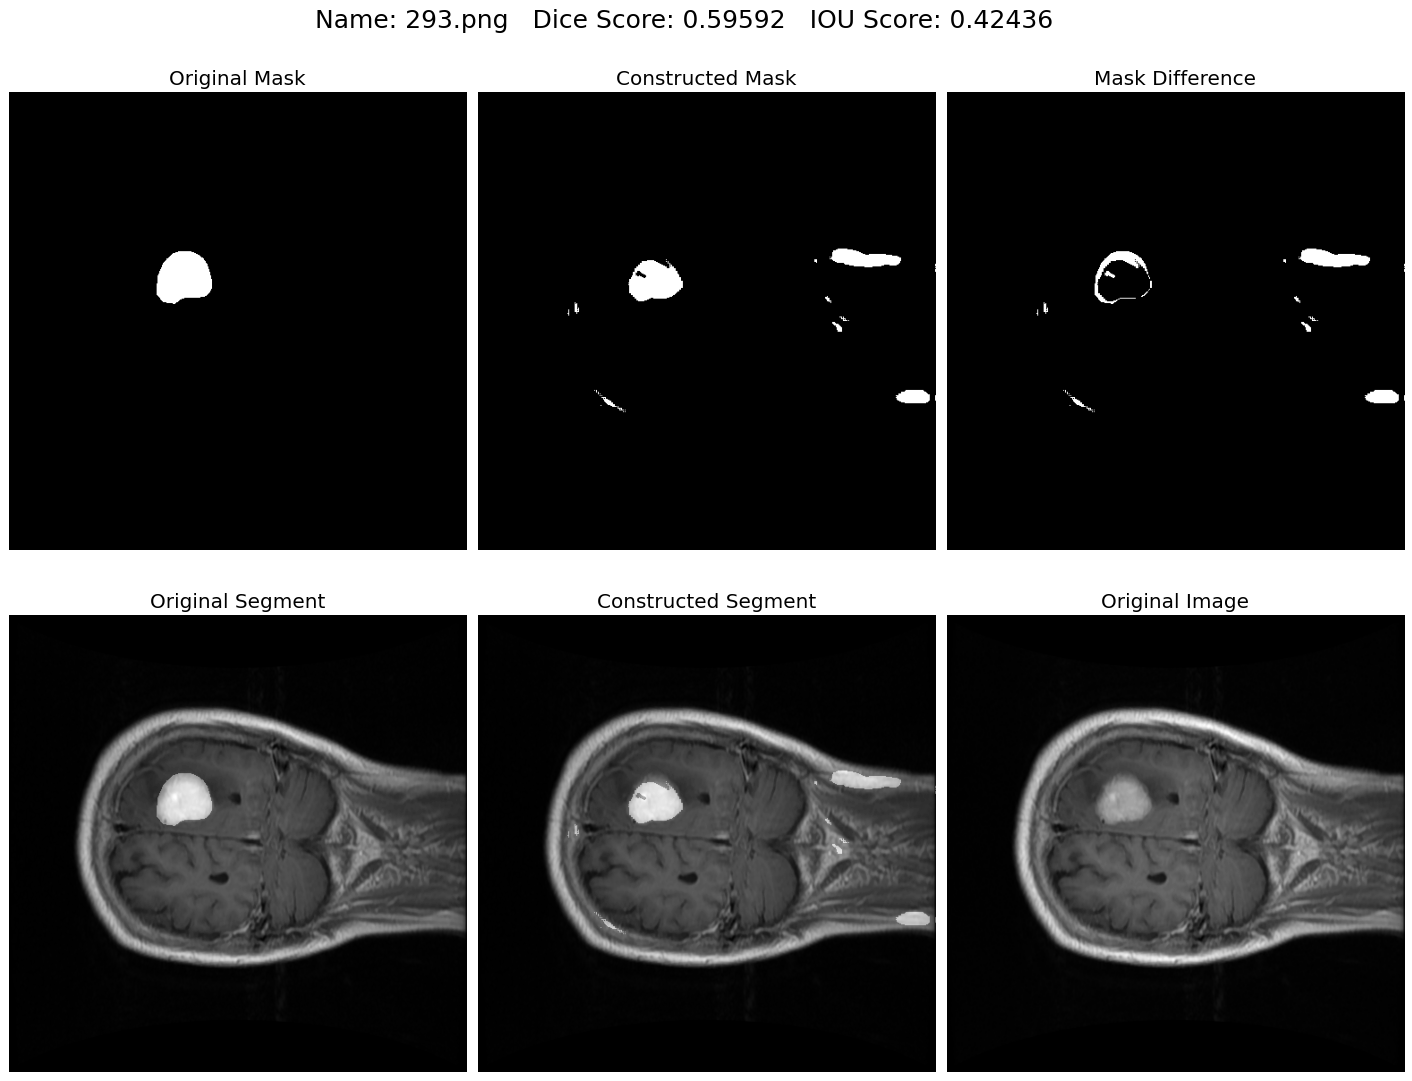 Name: 293.png   Dice Score: 0.59592   IOU Score: 0.42436
Original Mask
Constructed Mask
Mask Difference
Original Segment
Constructed Segment
Original Image